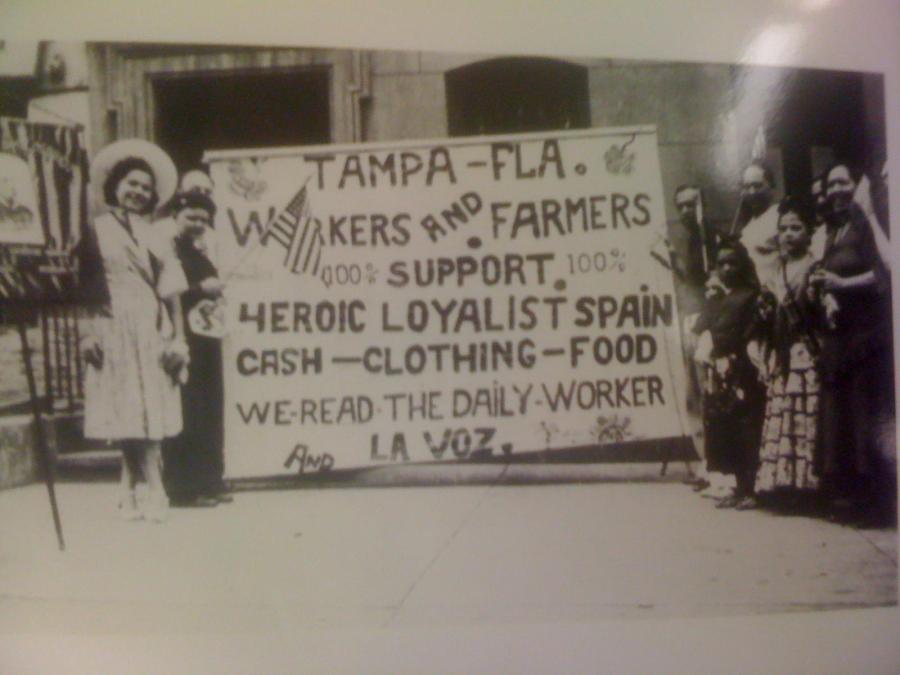 TAMPA-FLA.
WORKERS AND FARMERS
100% SUPPORT. 100%
HEROIC LOYALIST SPAIN
CASH-CLOTHING-FOOD
WE-READ-THE DAILY-WORKER
AND LA VOZ.